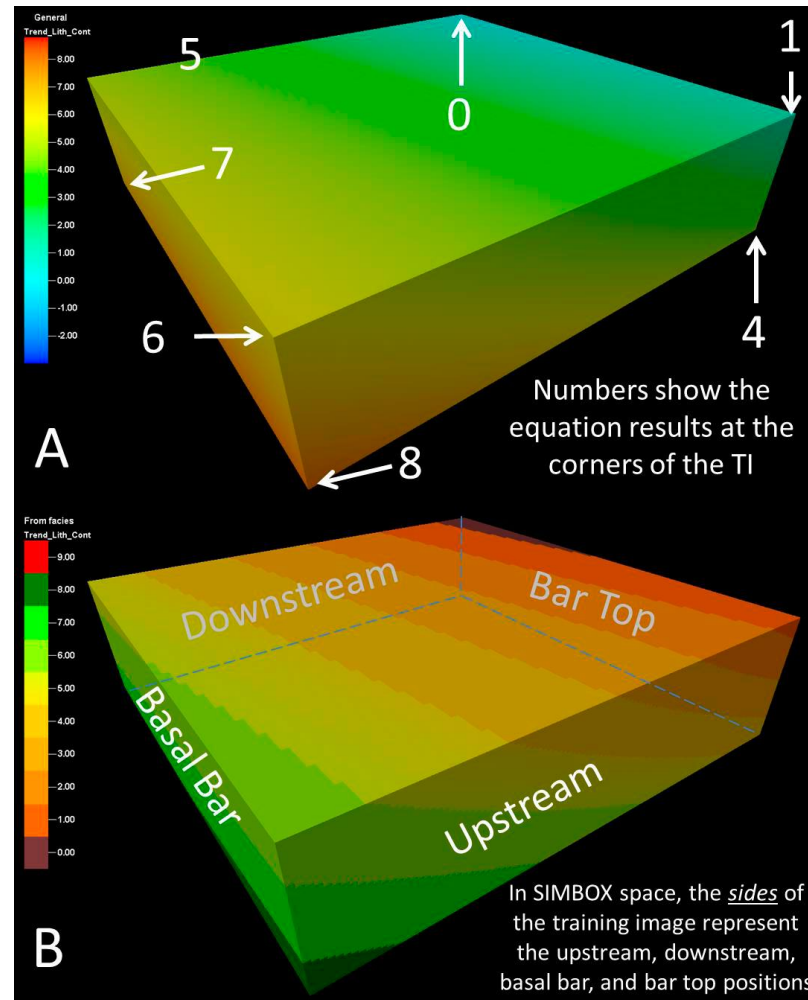 General
Trend_Lith_Cont
8.00
7.00
6.00
5.00
4.00
3.00
2.00
1.00
0.00
-1.00
-2.00
5
0
1
7
6
4
8
A
Numbers show the
equation results at the
corners of the TI
From facies
Trend_Lith_Cont
9.00
8.00
7.00
6.00
5.00
4.00
3.00
2.00
1.00
0.00
Downstream
Bar Top
Basal Bar
Upstream
B
In SIMBOX space, the sides of
the training image represent
the upstream, downstream,
basal bar, and bar top positions